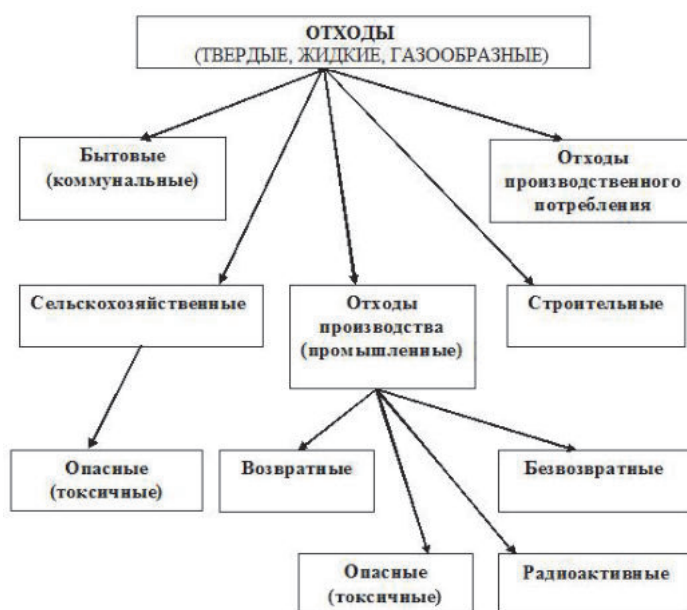 ОТХОДЫ
(ТВЕРДЫЕ, ЖИДКИЕ, ГАЗООБРАЗНЫЕ)
Бытовые
(коммунальные)
Отходы
производственного
потребления
Сельскохозяйственные
Отходы
производства
(промышленные)
Строительные
Опасные
(токсичные)
Возвратные
Безвозвратные
Опасные
(токсичные)
Радиоактивные